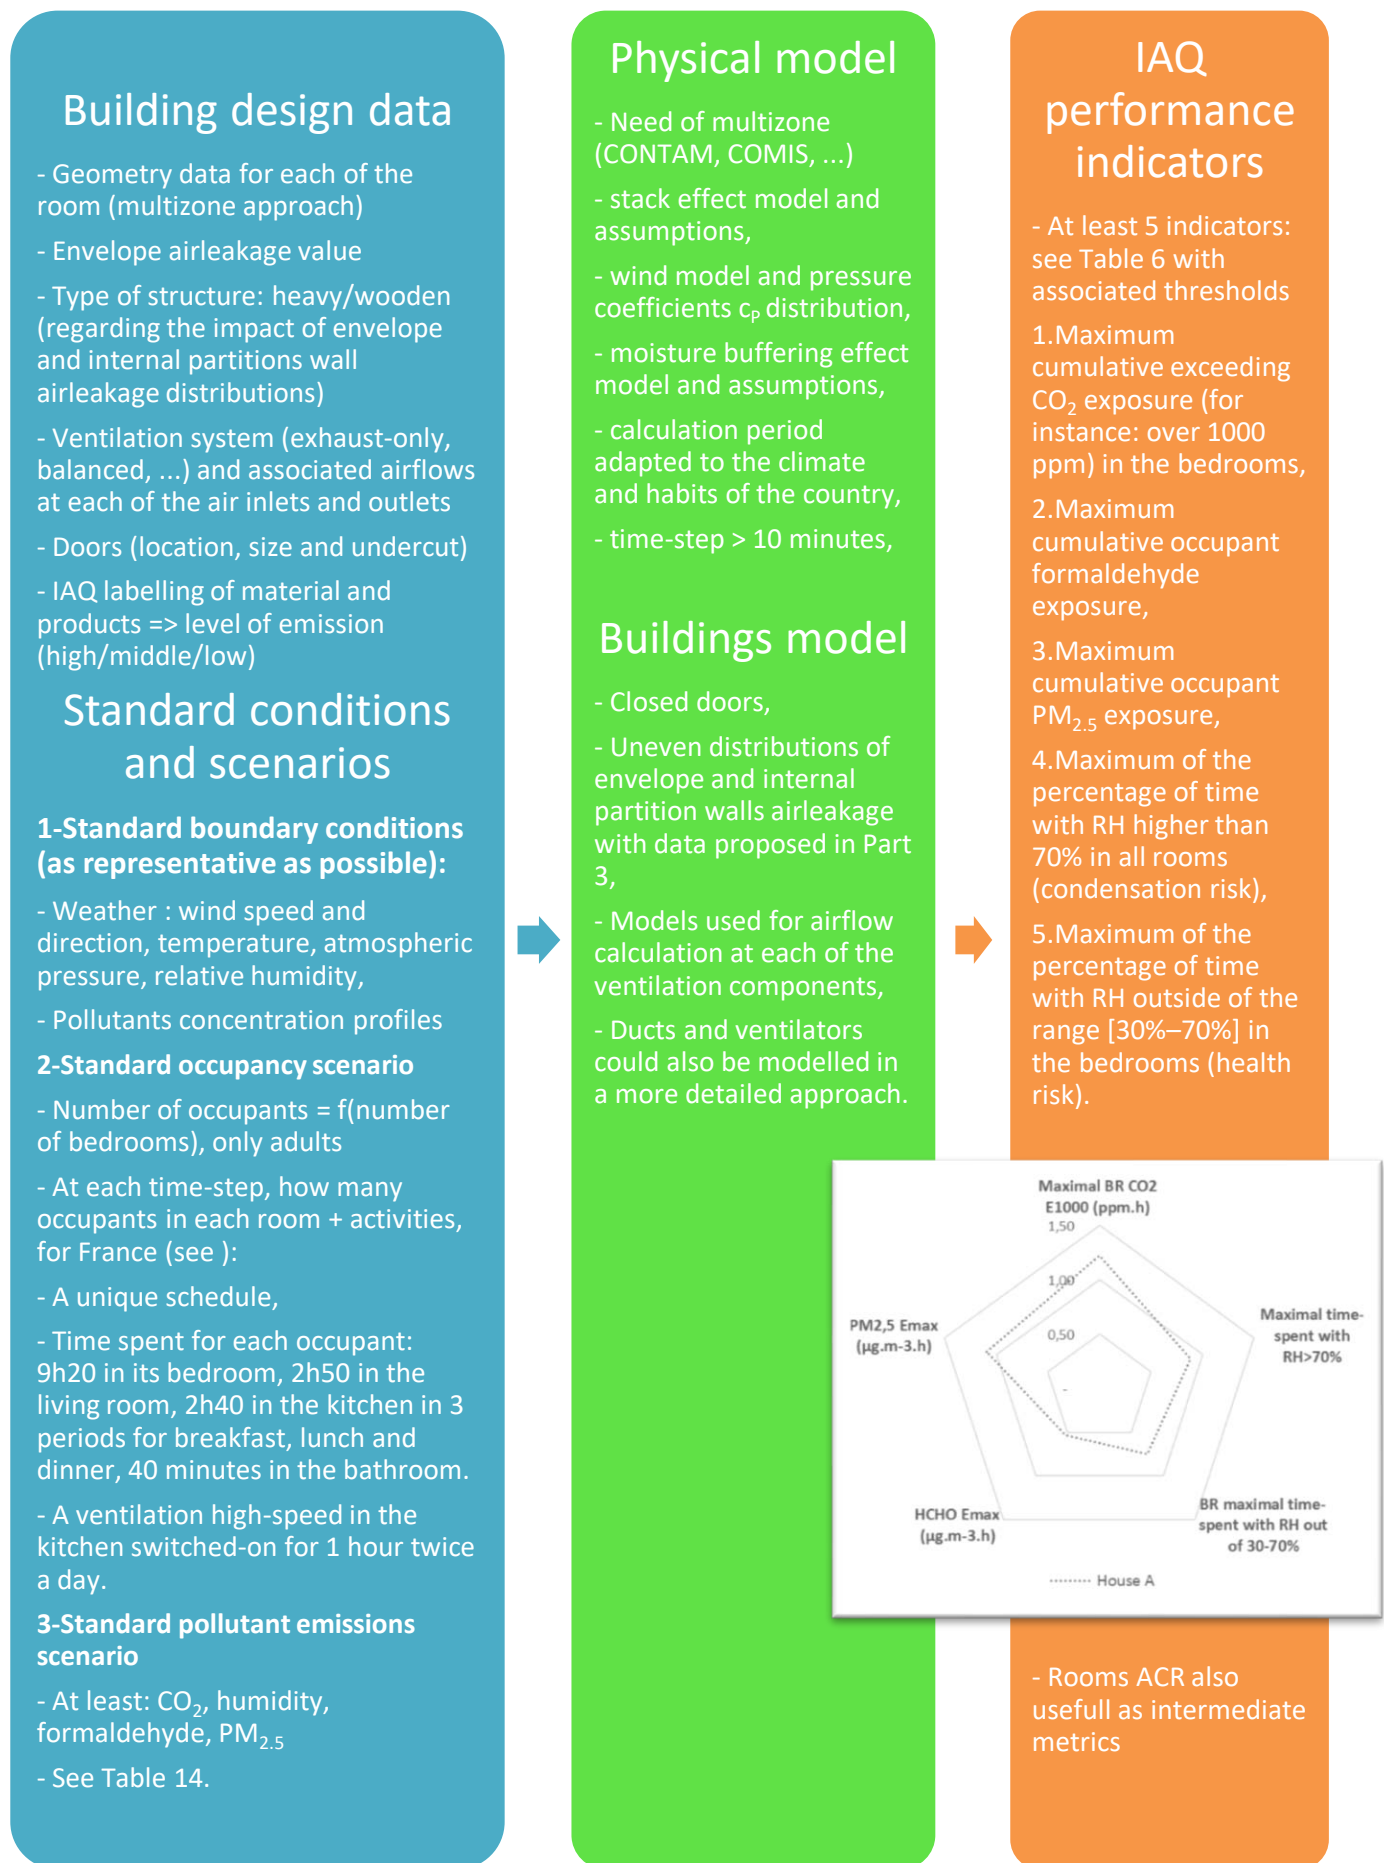 Building design data
- Geometry data for each of the
room (multizone approach)
- Envelope airleakage value
- Type of structure: heavy/wooden
(regarding the impact of envelope
and internal partitions wall
airleakage distributions)
- Ventilation system (exhaust-only,
balanced, ...) and associated airflows
at each of the air inlets and outlets
- Doors (location, size and undercut)
- IAQ labelling of material and
products => level of emission
(high/middle/low)
Standard conditions
and scenarios
1-Standard boundary conditions
(as representative as possible):
- Weather : wind speed and
direction, temperature, atmospheric
pressure, relative humidity,
- Pollutants concentration profiles
2-Standard occupancy scenario
- Number of occupants = f(number
of bedrooms), only adults
- At each time-step, how many
occupants in each room + activities,
for France (see ):
- A unique schedule,
- Time spent for each occupant:
9h20 in its bedroom, 2h50 in the
living room, 2h40 in the kitchen in 3
periods for breakfast, lunch and
dinner, 40 minutes in the bathroom.
- A ventilation high-speed in the
kitchen switched-on for 1 hour twice
a day.
3-Standard pollutant emissions
scenario
- At least: CO2, humidity,
formaldehyde, PM2.5
- See Table 14.
Physical model
- Need of multizone
(CONTAM, COMIS, ...)
- stack effect model and
assumptions,
- wind model and pressure
coefficients cP distribution,
- moisture buffering effect
model and assumptions,
- calculation period
adapted to the climate
and habits of the country,
- time-step > 10 minutes,
Buildings model
- Closed doors,
- Uneven distributions of
envelope and internal
partition walls airleakage
with data proposed in Part
3,
- Models used for airflow
calculation at each of the
ventilation components,
- Ducts and ventilators
could also be modelled in
a more detailed approach.
IAQ
performance
indicators
- At least 5 indicators:
see Table 6 with
associated thresholds
1.Maximum
cumulative exceeding
CO2 exposure (for
instance: over 1000
ppm) in the bedrooms,
2.Maximum
cumulative occupant
formaldehyde
exposure,
3.Maximum
cumulative occupant
PM2.5 exposure,
4.Maximum of the
percentage of time
with RH higher than
70% in all rooms
(condensation risk),
5.Maximum of the
percentage of time
with RH outside of the
range [30%–70%] in
the bedrooms (health
risk).
Maximal BR CO2
E1000 (ppm.h)
1,50
1,00
0,50
-
Maximal time-
spent with
RH>70%
BR maximal time-
spent with RH out
of 30-70%
HCHO Emax
(µg.m-3.h)
PM2,5 Emax
(µg.m-3.h)
House A
- Rooms ACR also
usefull as intermediate
metrics